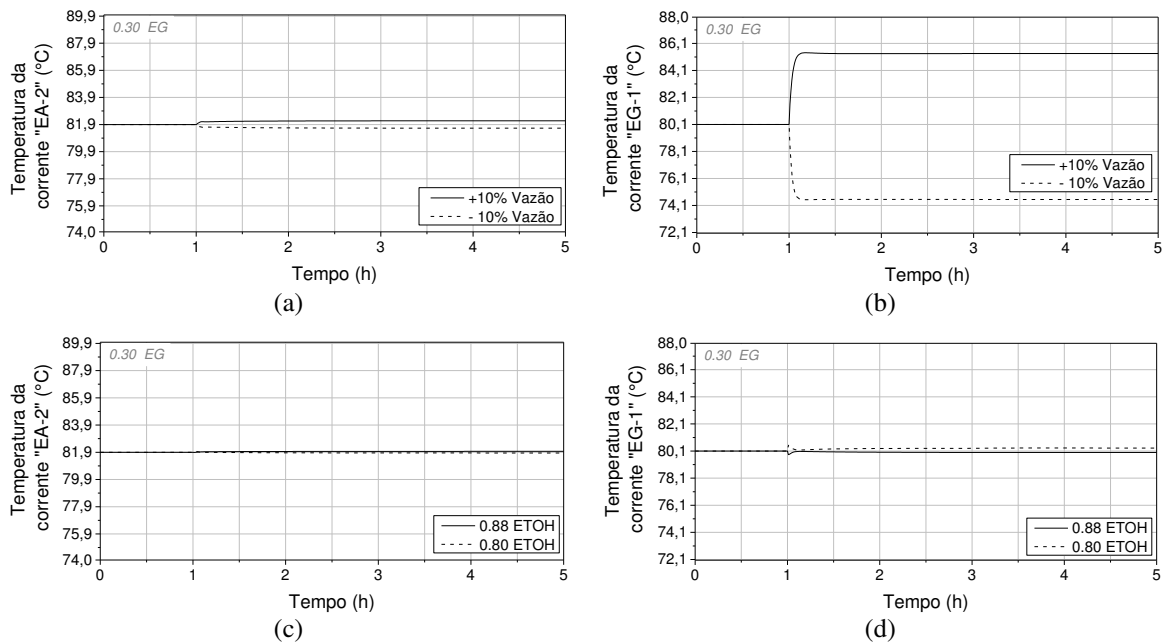 0.30 EG
Temperatura da
corrente "EA-2" (°C)
89,9
87,9
85,9
83,9
81,9
79,9
77,9
75,9
74,0
+10% Vazão
- 10% Vazão
0 1 2 3 4 5
Tempo (h)
(a)
0.30 EG
Temperatura da
corrente "EG-1" (°C)
88,0
86,1
84,1
82,1
80,1
78,1
76,1
74,1
72,1
+10% Vazão
- 10% Vazão
0 1 2 3 4 5
Tempo (h)
(b)
0.30 EG
Temperatura da
corrente "EA-2" (°C)
89,9
87,9
85,9
83,9
81,9
79,9
77,9
75,9
74,0
0.88 ETOH
0.80 ETOH
0 1 2 3 4 5
Tempo (h)
(c)
0.30 EG
Temperatura da
corrente "EG-1" (°C)
88,0
86,1
84,1
82,1
80,1
78,1
76,1
74,1
72,1
0.88 ETOH
0.80 ETOH
0 1 2 3 4 5
Tempo (h)
(d)